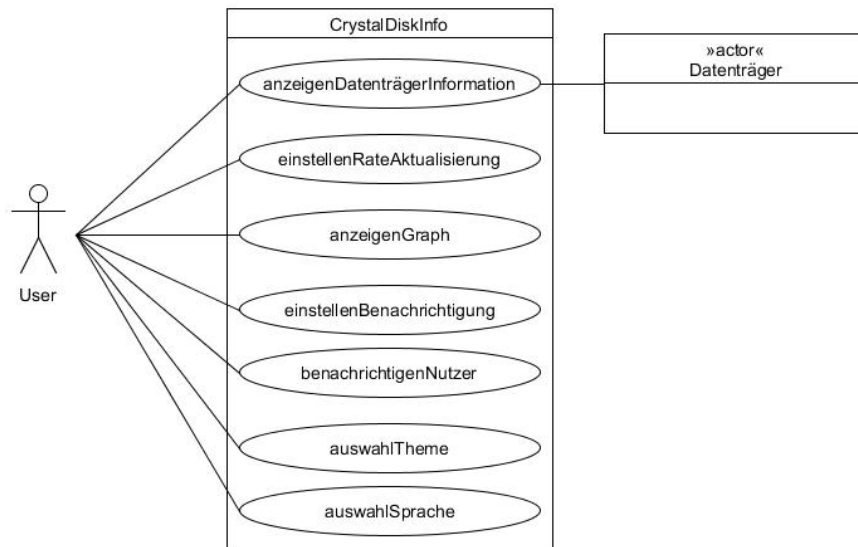 CrystalDiskInfo
»actor«
Datenträger
anzeigenDatenträgerInformation
einstellenRateAktualisierung
anzeigenGraph
User
einstellenBenachrichtigung
benachrichtigenNutzer
auswahlTheme
auswahlSprache